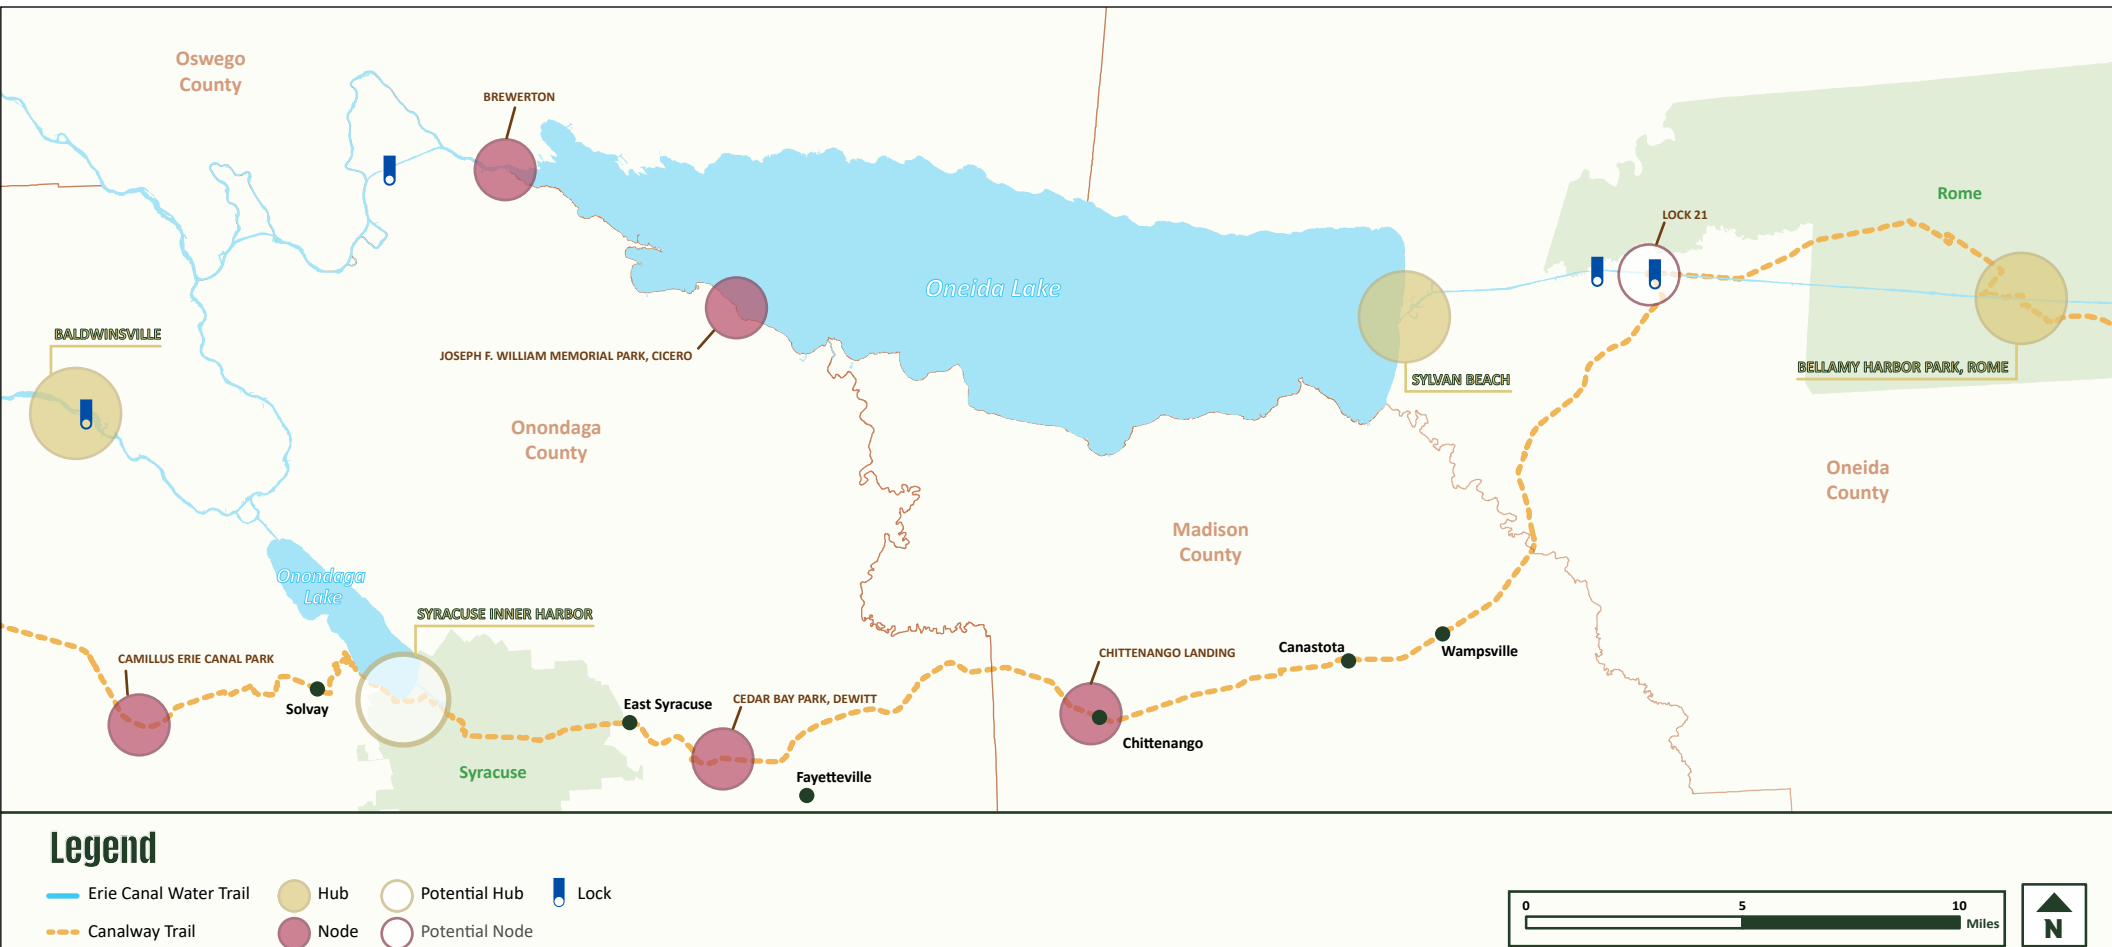 Oswego
County
BREWERTON
Rome
LOCK 21
Oneida Lake
BALDWINSVILLE
JOSEPH F. WILLIAM MEMORIAL PARK, CICERO
SYLVAN BEACH
BELLAMY HARBOR PARK, ROME
Onondaga
County
Oneida
County
Madison
County
Onondaga
Lake
SYRACUSE INNER HARBOR
CAMILLUS ERIE CANAL PARK
CHITTENANGO LANDING
Canastota
Wampsville
Solvay
East Syracuse
CEDAR BAY PARK, DEWITT
Chittenango
Syracuse
Fayetteville
Legend
Erie Canal Water Trail
Hub
Potential Hub
Lock
Canalway Trail
Node
Potential Node
0 5 10
Miles
N